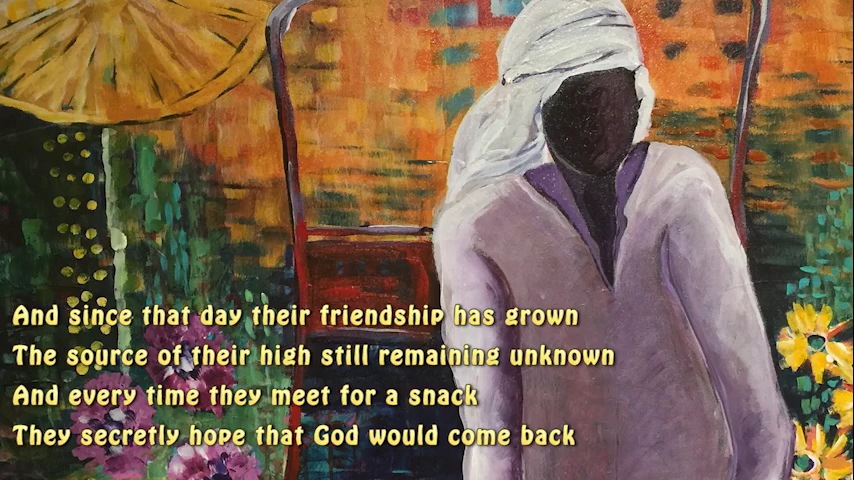 And since that day their friendship has grown
The source of their high still remaining unknown
And every time they meet for a snack
They secretly hope that God would come back